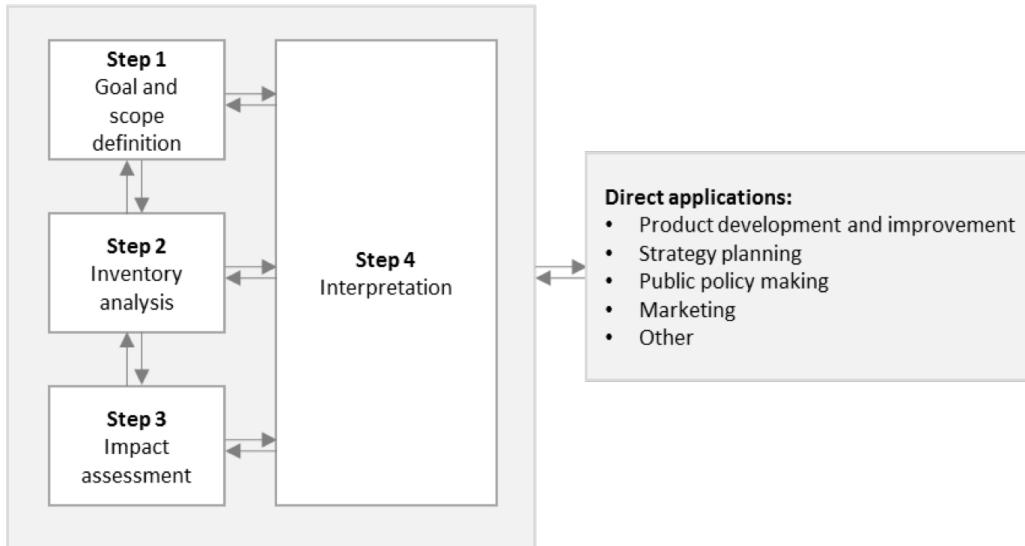 Step 1
Goal and
scope
definition
Step 2
Inventory
analysis
Step 3
Impact
assessment
Step 4
Interpretation
Direct applications:
• Product development and improvement
• Strategy planning
• Public policy making
• Marketing
• Other